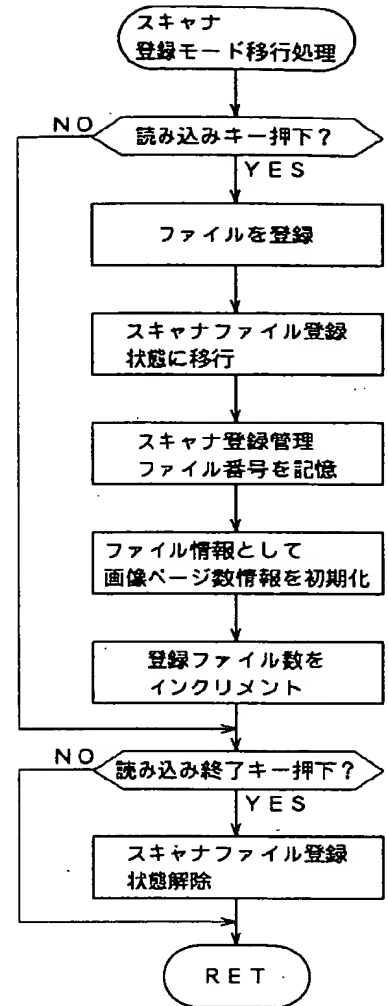 スキャナ
登録モード移行処理
NO
読み込みキー押下?
YES
ファイルを登録
スキャナファイル登録
状態に移行
スキャナ登録管理
ファイル番号を記憶
ファイル情報として
画像ページ数情報を初期化
登録ファイル数を
インクリメント
NO
読み込み終了キー押下?
YES
スキャナファイル登録
状態解除
RET